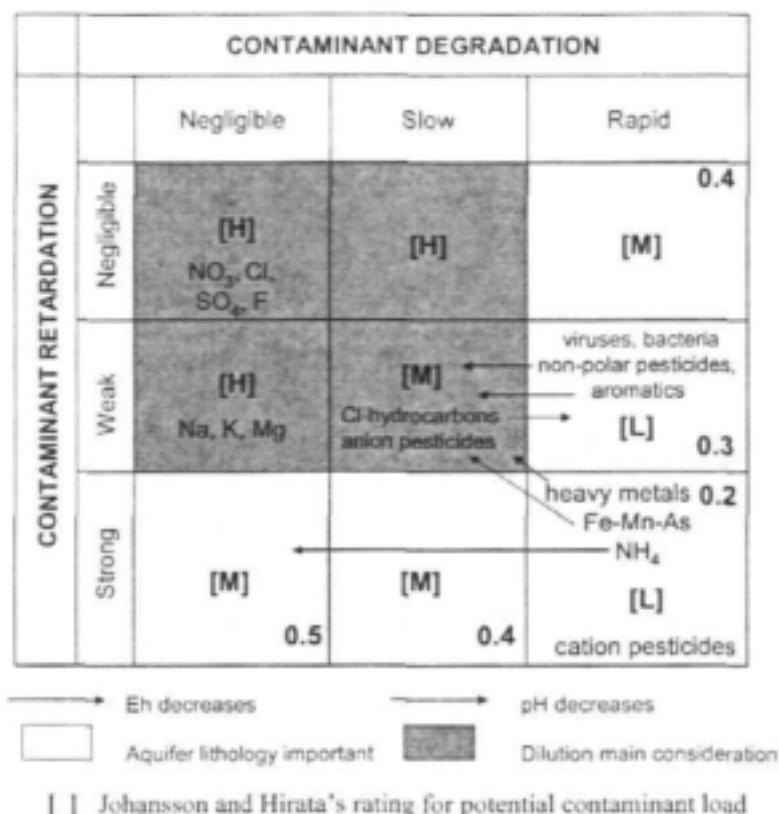 CONTAMINANT DEGRADATION
Negligible Slow Rapid
CONTAMINANT RETARDATION
Negligible
[H]
NO₃, Cl,
SO₄, F
[H]
0.4
[M]
Weak
[H]
Na, K, Mg
[M]
Cl-hydrocarbons
anion pesticides
viruses, bacteria
non-polar pesticides,
aromatics
[L]
0.3
Strong
[M]
0.5
[M]
0.4
heavy metals 0.2
Fe-Mn-As
NH₄
[L]
cation pesticides
Eh decreases pH decreases
Aquifer lithology important Dilution main consideration
[ ] Johansson and Hirata's rating for potential contaminant load